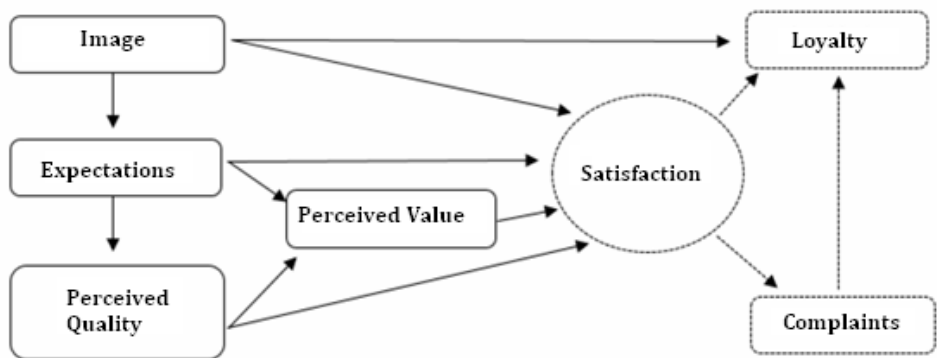 Image
Loyalty
Expectations
Satisfaction
Perceived Value
Perceived
Quality
Complaints